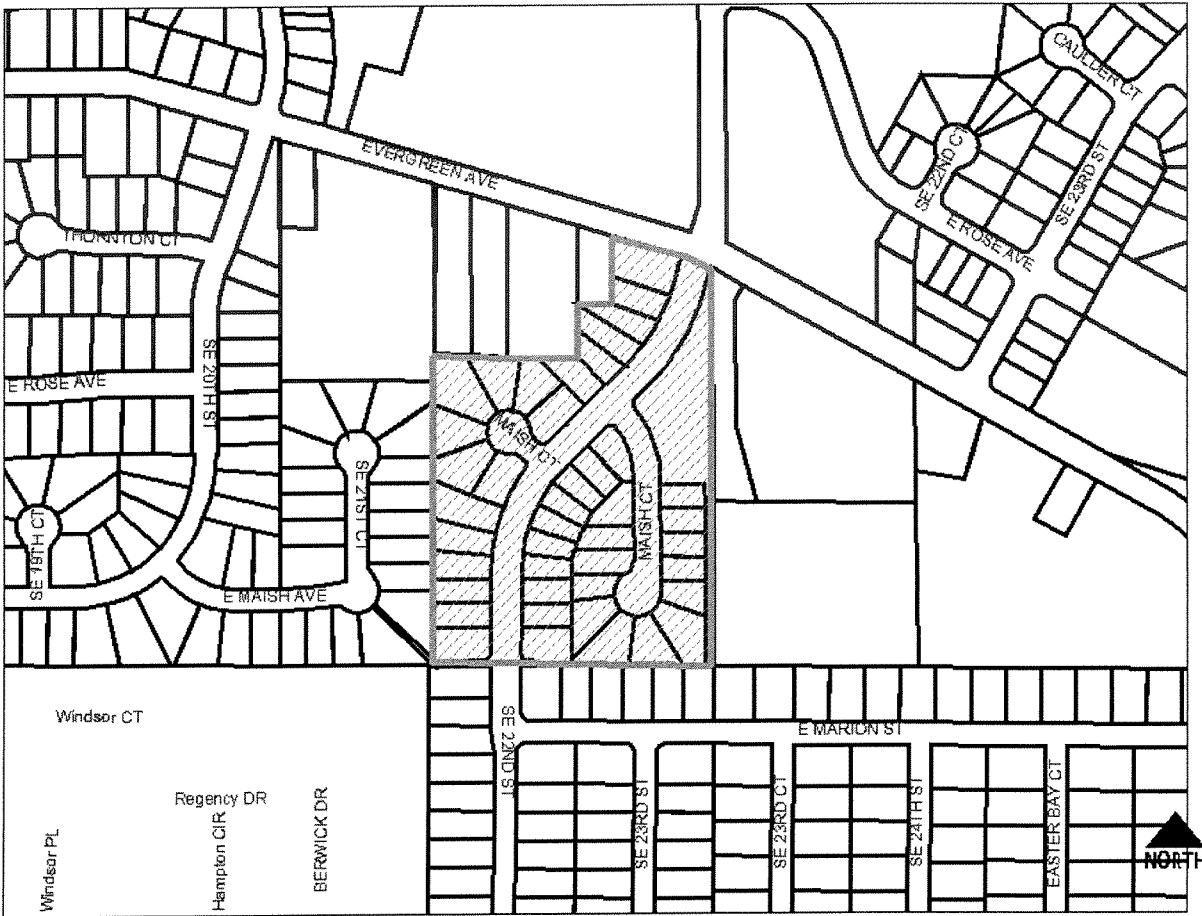 CAULDER CT
EVERGREEN AVE
SE 22ND CT
SE 23RD ST
THORNTON CT
E ROSE AVE
SE 20TH ST
E ROSE AVE
MAISH CT
SE 21ST CT
MAISH CT
SE 19TH CT
E MAISH AVE
Windsor CT
SE 22ND ST
E MARION ST
Regency DR
BERWICK DR
Hampton CIR
Windsor PL
SE 23RD ST
SE 23RD CT
SE 24TH ST
EASTER BAY CT
NORTH